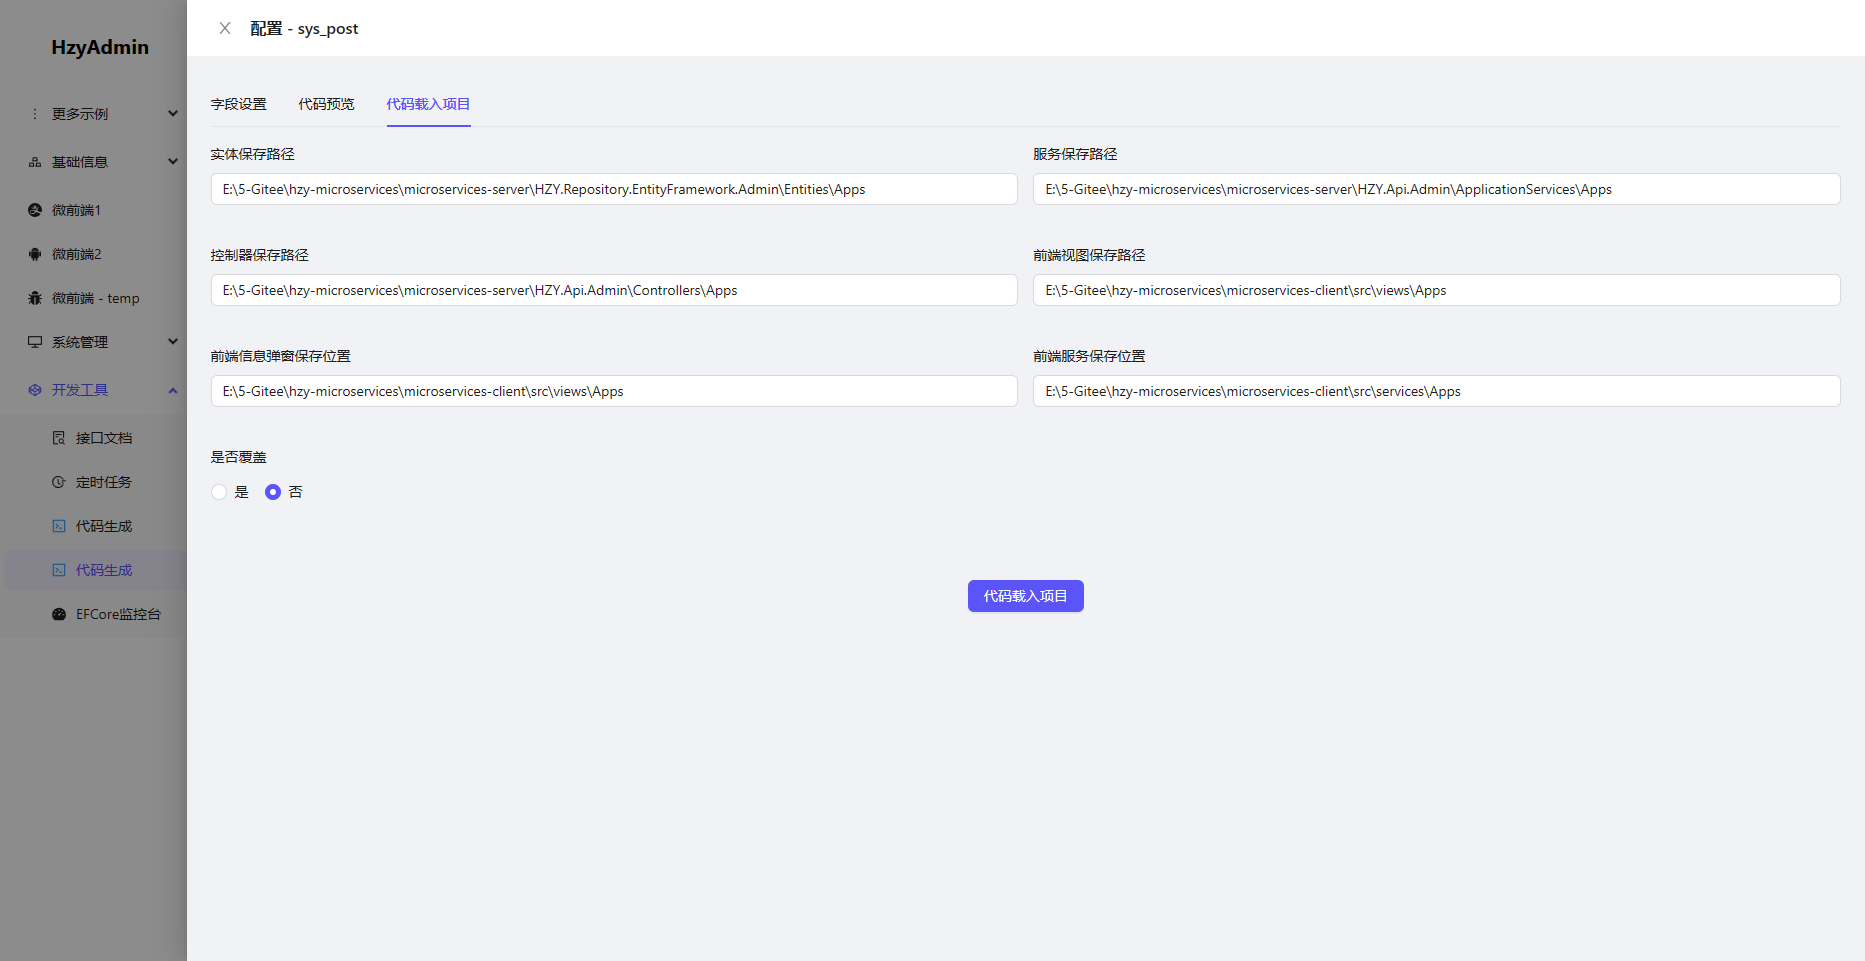 HzyAdmin
更多示例
基础信息
微前端1
微前端2
微前端 - temp
系统管理
开发工具
接口文档
定时任务
代码生成
代码生成
EFCore监控台
配置 - sys_post
字段设置
代码预览
代码载入项目
实体保存路径
E:\5-Gitee\hzy-microservices\microservices-server\HZY.Repository.EntityFramework.Admin\Entities\Apps
服务保存路径
E:\5-Gitee\hzy-microservices\microservices-server\HZY.Api.Admin\ApplicationServices\Apps
控制器保存路径
E:\5-Gitee\hzy-microservices\microservices-server\HZY.Api.Admin\Controllers\Apps
前端视图保存路径
E:\5-Gitee\hzy-microservices\microservices-client\src\views\Apps
前端信息弹窗保存位置
E:\5-Gitee\hzy-microservices\microservices-client\src\views\Apps
前端服务保存位置
E:\5-Gitee\hzy-microservices\microservices-client\src\services\Apps
是否覆盖
是
否
代码载入项目